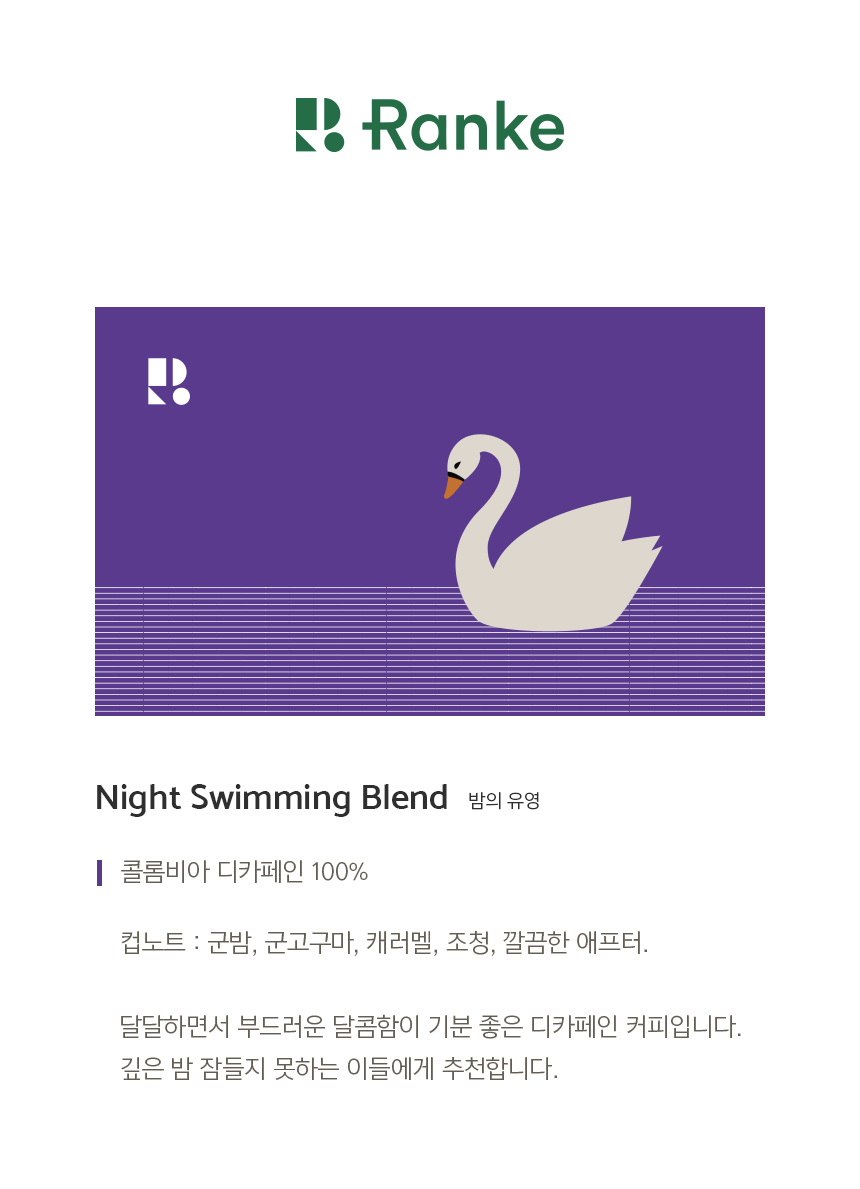 Ranke
Night Swimming Blend 밤의 유영
콜롬비아 디카페인 100%
컵노트 : 군밤, 군고구마, 캐러멜, 조청, 깔끔한 애프터.
달달하면서 부드러운 달콤함이 기분 좋은 디카페인 커피입니다.
깊은 밤 잠들지 못하는 이들에게 추천합니다.